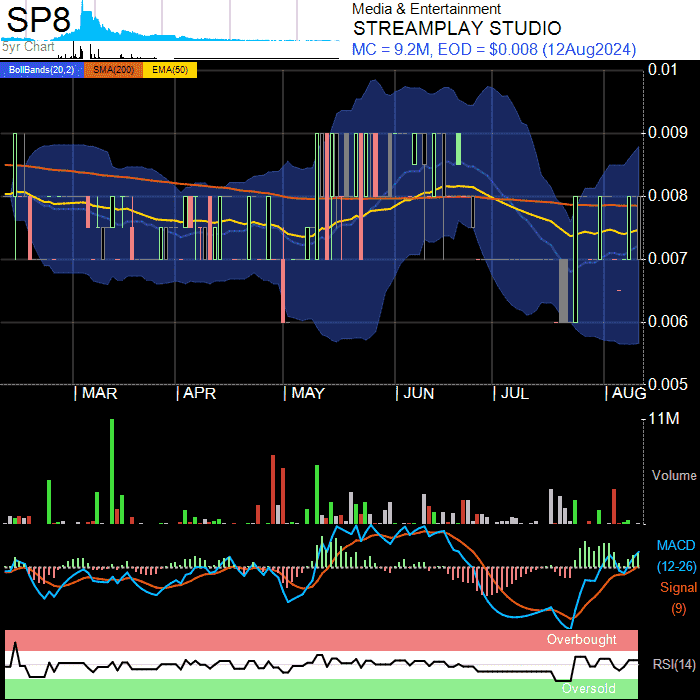 SP8
5yr Chart
Media & Entertainment
STREAMPLAY STUDIO
MC = 9.2M, EOD = $0.008 (12Aug2024)
BollBands(20,2) SMA(200) EMA(50)
0.01
0.009
0.008
0.007
0.006
0.005
MAR APR MAY JUN JUL AUG
11M
Volume
MACD
(12-26)
Signal
(9)
Overbought
RSI(14)
Oversold